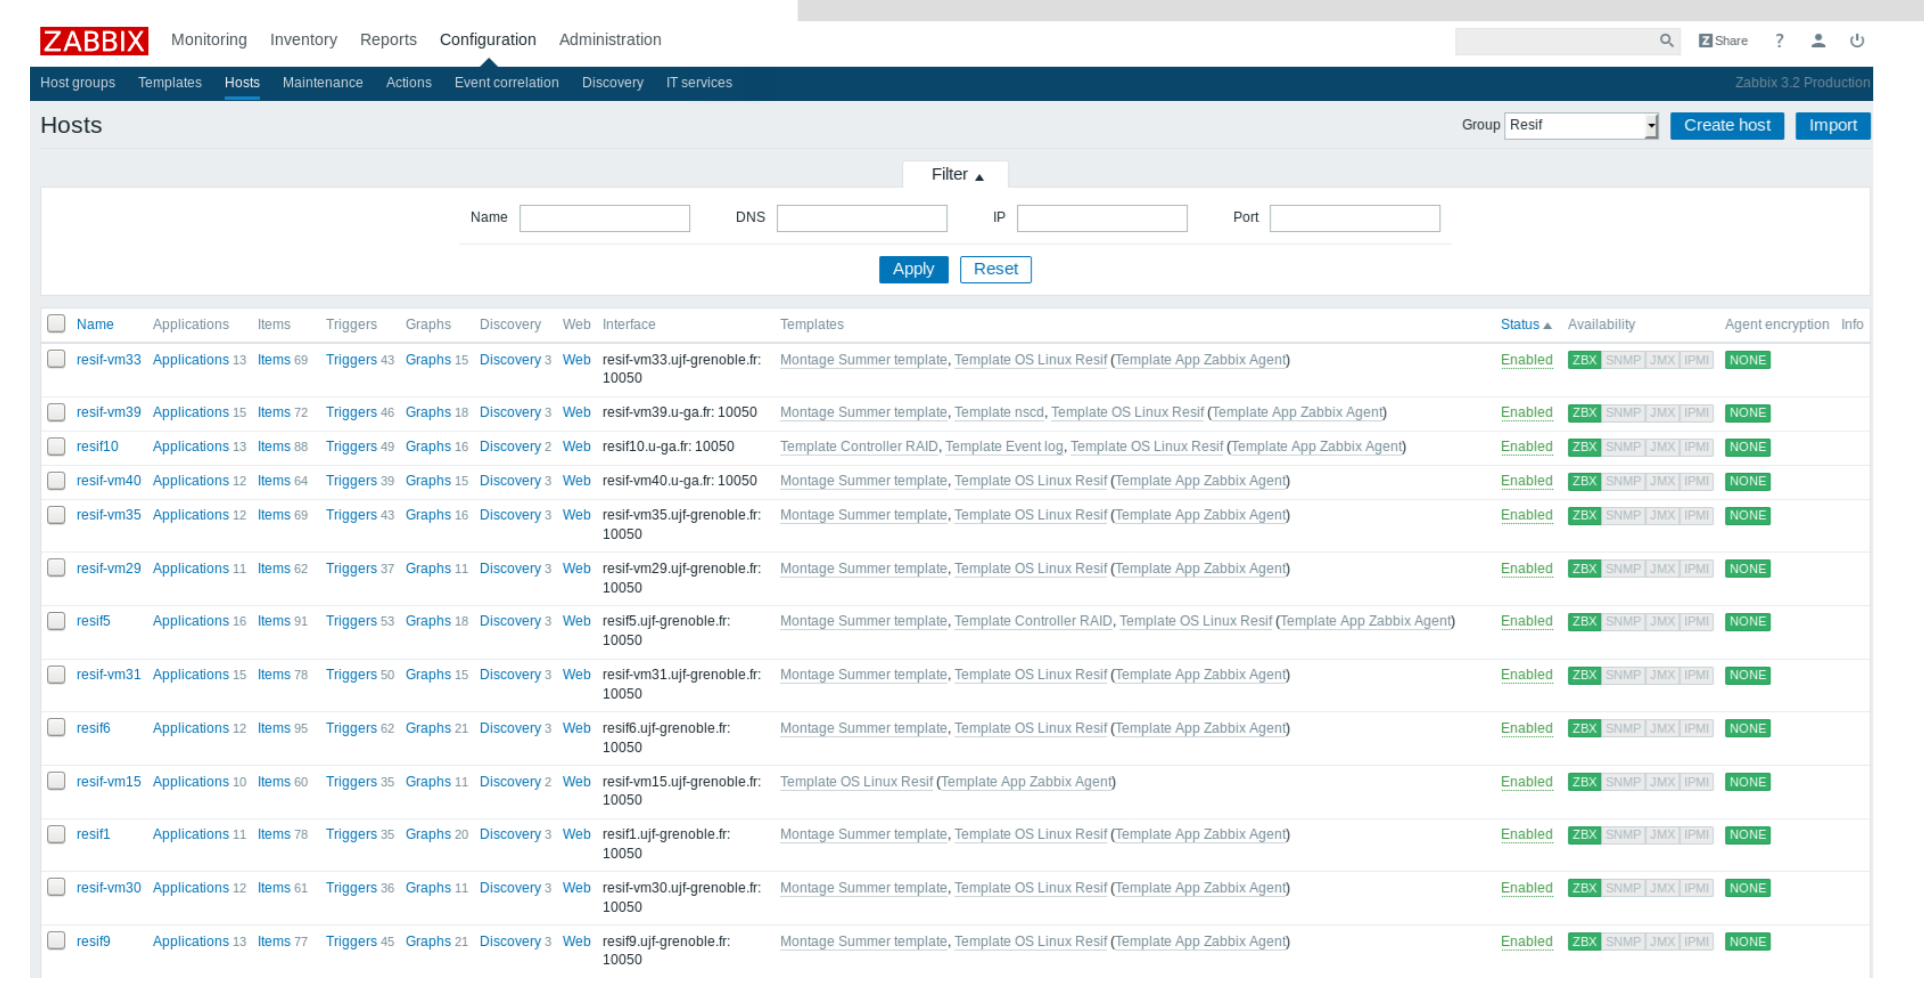 ZABBIX Monitoring Inventory Reports Configuration Administration Z Share ?
Host groups Templates Hosts Maintenance Actions Event correlation Discovery IT services Zabbix 3.2 Production
Hosts Group Resif Create host Import
Filter ▲
Name DNS IP Port
Apply Reset
Name Applications Items Triggers Graphs Discovery Web Interface Templates Status ▲ Availability Agent encryption Info
resif-vm33 Applications 13 Items 69 Triggers 43 Graphs 15 Discovery 3 Web resif-vm33.ujf-grenoble.fr: Montage Summer template, Template OS Linux Resif (Template App Zabbix Agent) Enabled ZBX SNMP JMX IPMI NONE
10050
resif-vm39 Applications 15 Items 72 Triggers 46 Graphs 18 Discovery 3 Web resif-vm39.u-ga.fr: 10050 Montage Summer template, Template nscd, Template OS Linux Resif (Template App Zabbix Agent) Enabled ZBX SNMP JMX IPMI NONE
resif10 Applications 13 Items 88 Triggers 49 Graphs 16 Discovery 2 Web resif10.u-ga.fr: 10050 Template Controller RAID, Template Event log, Template OS Linux Resif (Template App Zabbix Agent) Enabled ZBX SNMP JMX IPMI NONE
resif-vm40 Applications 12 Items 64 Triggers 39 Graphs 15 Discovery 3 Web resif-vm40.u-ga.fr: 10050 Montage Summer template, Template OS Linux Resif (Template App Zabbix Agent) Enabled ZBX SNMP JMX IPMI NONE
resif-vm35 Applications 12 Items 69 Triggers 43 Graphs 16 Discovery 3 Web resif-vm35.ujf-grenoble.fr: Montage Summer template, Template OS Linux Resif (Template App Zabbix Agent) Enabled ZBX SNMP JMX IPMI NONE
10050
resif-vm29 Applications 11 Items 62 Triggers 37 Graphs 11 Discovery 3 Web resif-vm29.ujf-grenoble.fr: Montage Summer template, Template OS Linux Resif (Template App Zabbix Agent) Enabled ZBX SNMP JMX IPMI NONE
10050
resif5 Applications 16 Items 91 Triggers 53 Graphs 18 Discovery 3 Web resif5.ujf-grenoble.fr: Montage Summer template, Template Controller RAID, Template OS Linux Resif (Template App Zabbix Agent) Enabled ZBX SNMP JMX IPMI NONE
10050
resif-vm31 Applications 15 Items 78 Triggers 50 Graphs 15 Discovery 3 Web resif-vm31.ujf-grenoble.fr: Montage Summer template, Template OS Linux Resif (Template App Zabbix Agent) Enabled ZBX SNMP JMX IPMI NONE
10050
resif6 Applications 12 Items 95 Triggers 62 Graphs 21 Discovery 3 Web resif6.ujf-grenoble.fr: Montage Summer template, Template OS Linux Resif (Template App Zabbix Agent) Enabled ZBX SNMP JMX IPMI NONE
10050
resif-vm15 Applications 10 Items 60 Triggers 35 Graphs 11 Discovery 2 Web resif-vm15.ujf-grenoble.fr: Template OS Linux Resif (Template App Zabbix Agent) Enabled ZBX SNMP JMX IPMI NONE
10050
resif1 Applications 11 Items 78 Triggers 35 Graphs 20 Discovery 3 Web resif1.ujf-grenoble.fr: Montage Summer template, Template OS Linux Resif (Template App Zabbix Agent) Enabled ZBX SNMP JMX IPMI NONE
10050
resif-vm30 Applications 12 Items 61 Triggers 36 Graphs 11 Discovery 3 Web resif-vm30.ujf-grenoble.fr: Montage Summer template, Template OS Linux Resif (Template App Zabbix Agent) Enabled ZBX SNMP JMX IPMI NONE
10050
resif9 Applications 13 Items 77 Triggers 45 Graphs 21 Discovery 3 Web resif9.ujf-grenoble.fr: Montage Summer template, Template OS Linux Resif (Template App Zabbix Agent) Enabled ZBX SNMP JMX IPMI NONE
10050